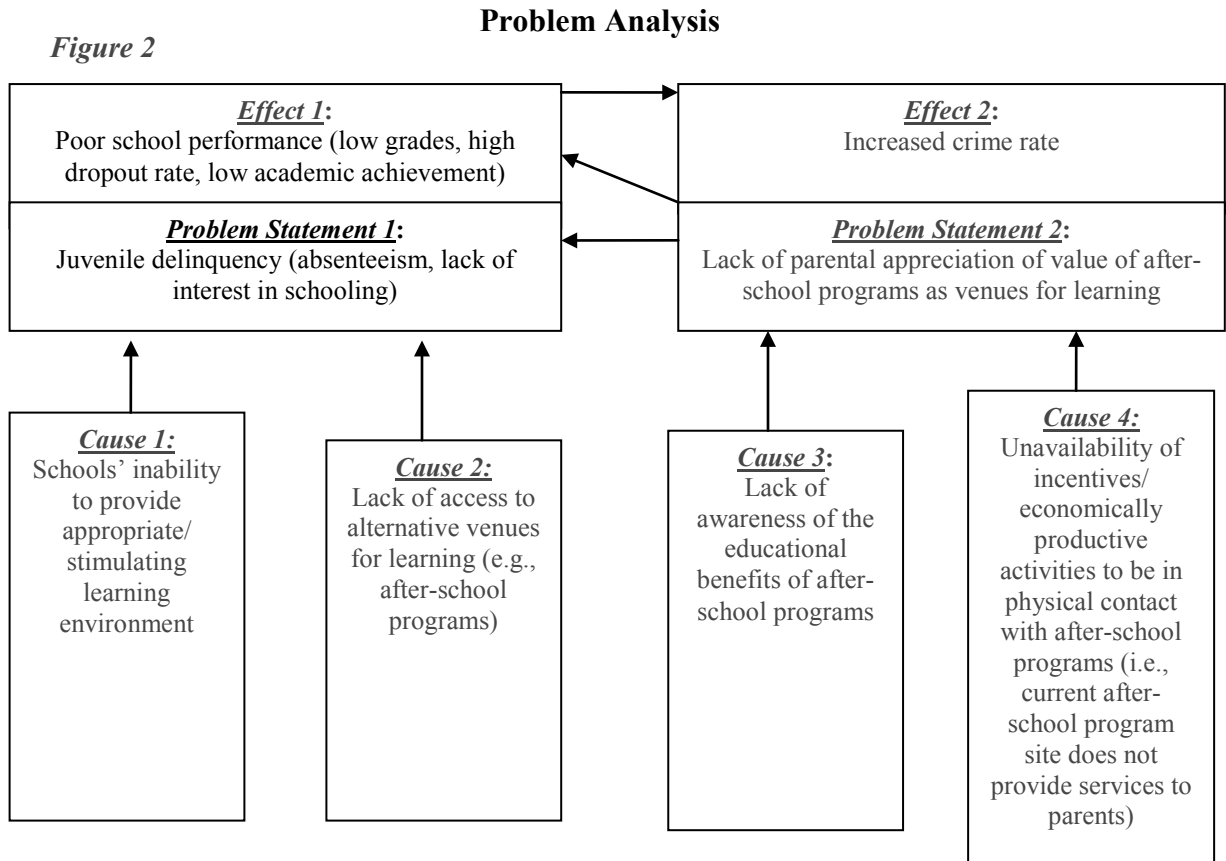 Problem Analysis
Figure 2
Effect 1:
Poor school performance (low grades, high
dropout rate, low academic achievement)
Effect 2:
Increased crime rate
Problem Statement 1:
Juvenile delinquency (absenteeism, lack of
interest in schooling)
Problem Statement 2:
Lack of parental appreciation of value of after-
school programs as venues for learning
Cause 1:
Schools’ inability
to provide
appropriate/
stimulating
learning
environment
Cause 2:
Lack of access to
alternative venues
for learning (e.g.,
after-school
programs)
Cause 3:
Lack of
awareness of the
educational
benefits of after-
school programs
Cause 4:
Unavailability of
incentives/
economically
productive
activities to be in
physical contact
with after-school
programs (i.e.,
current after-
school program
site does not
provide services to
parents)